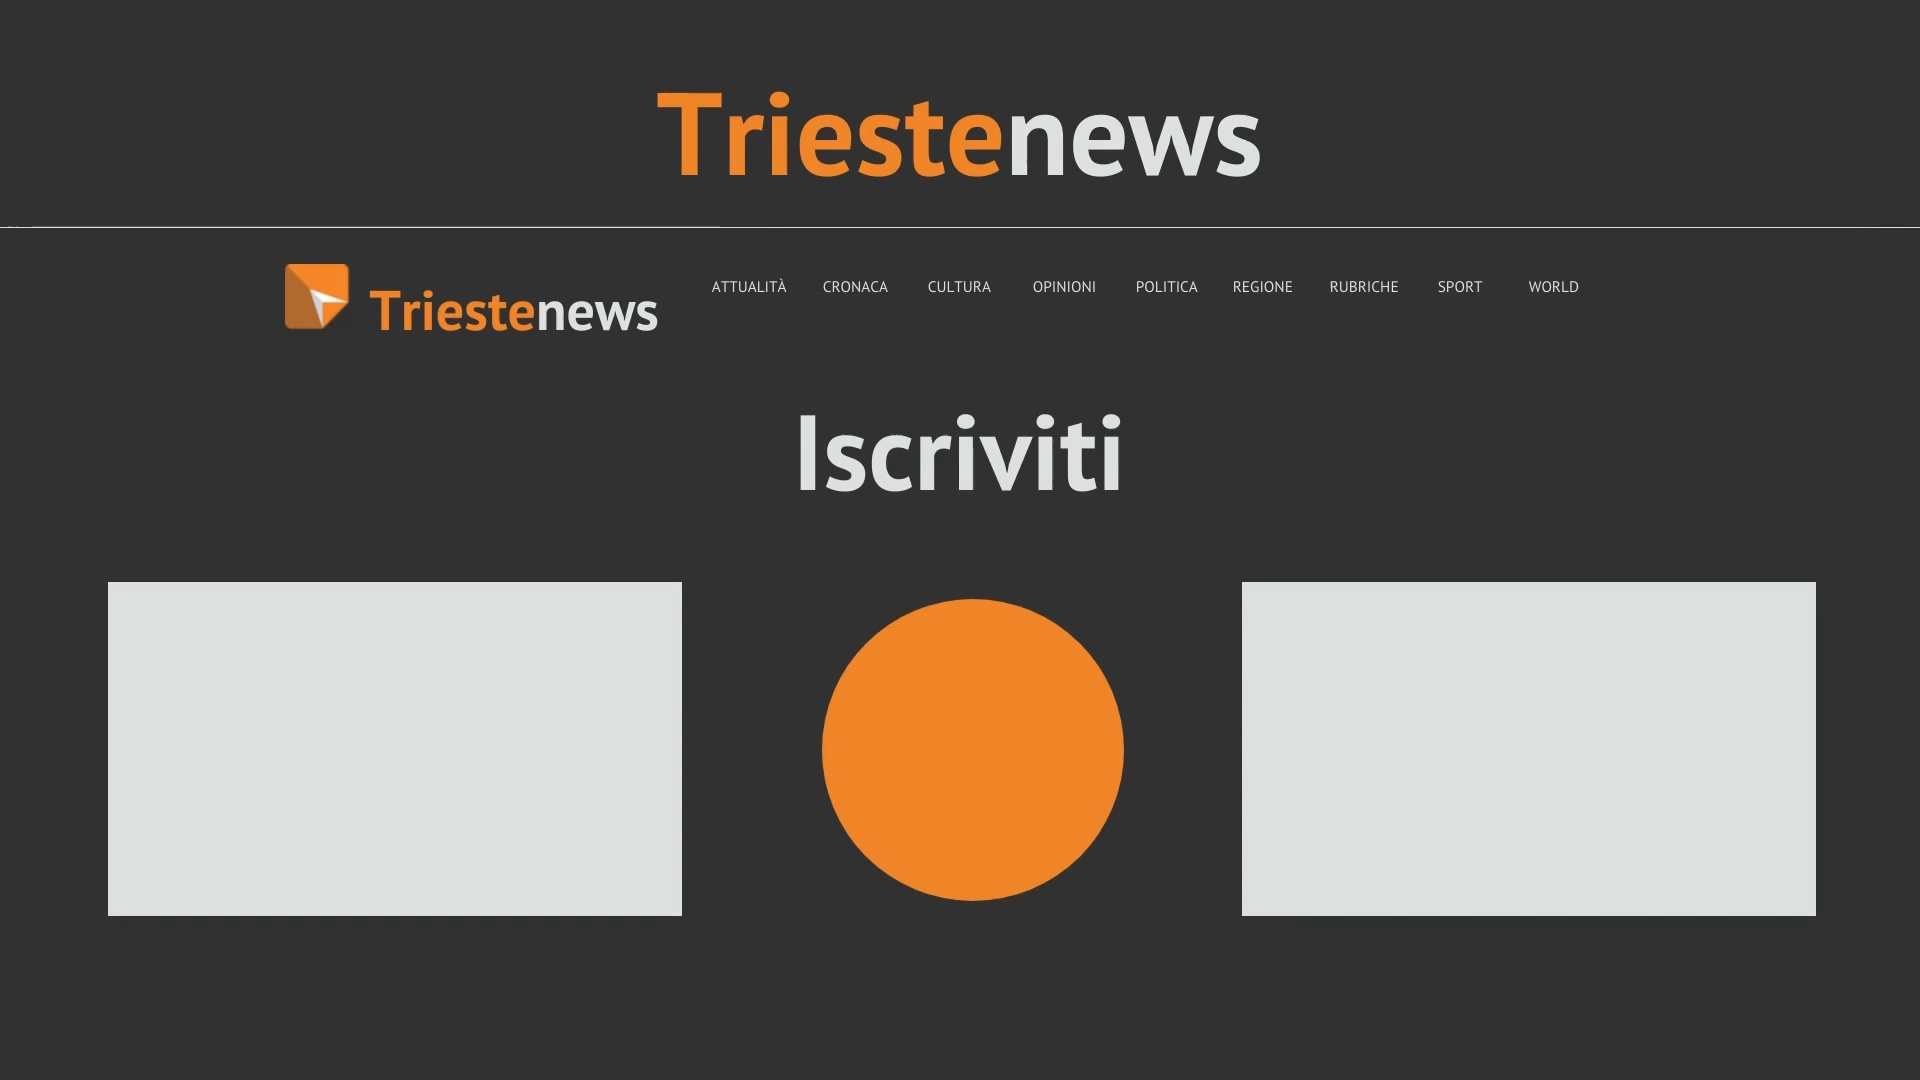 Triestenews
Triestenews
ATTUALITÀ CRONACA CULTURA OPINIONI POLITICA REGIONE RUBRICHE SPORT WORLD
Iscriviti